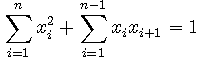 \sum_{i=1}^{n} x_i^2 + \sum_{i=1}^{n-1} x_i x_{i+1} = 1